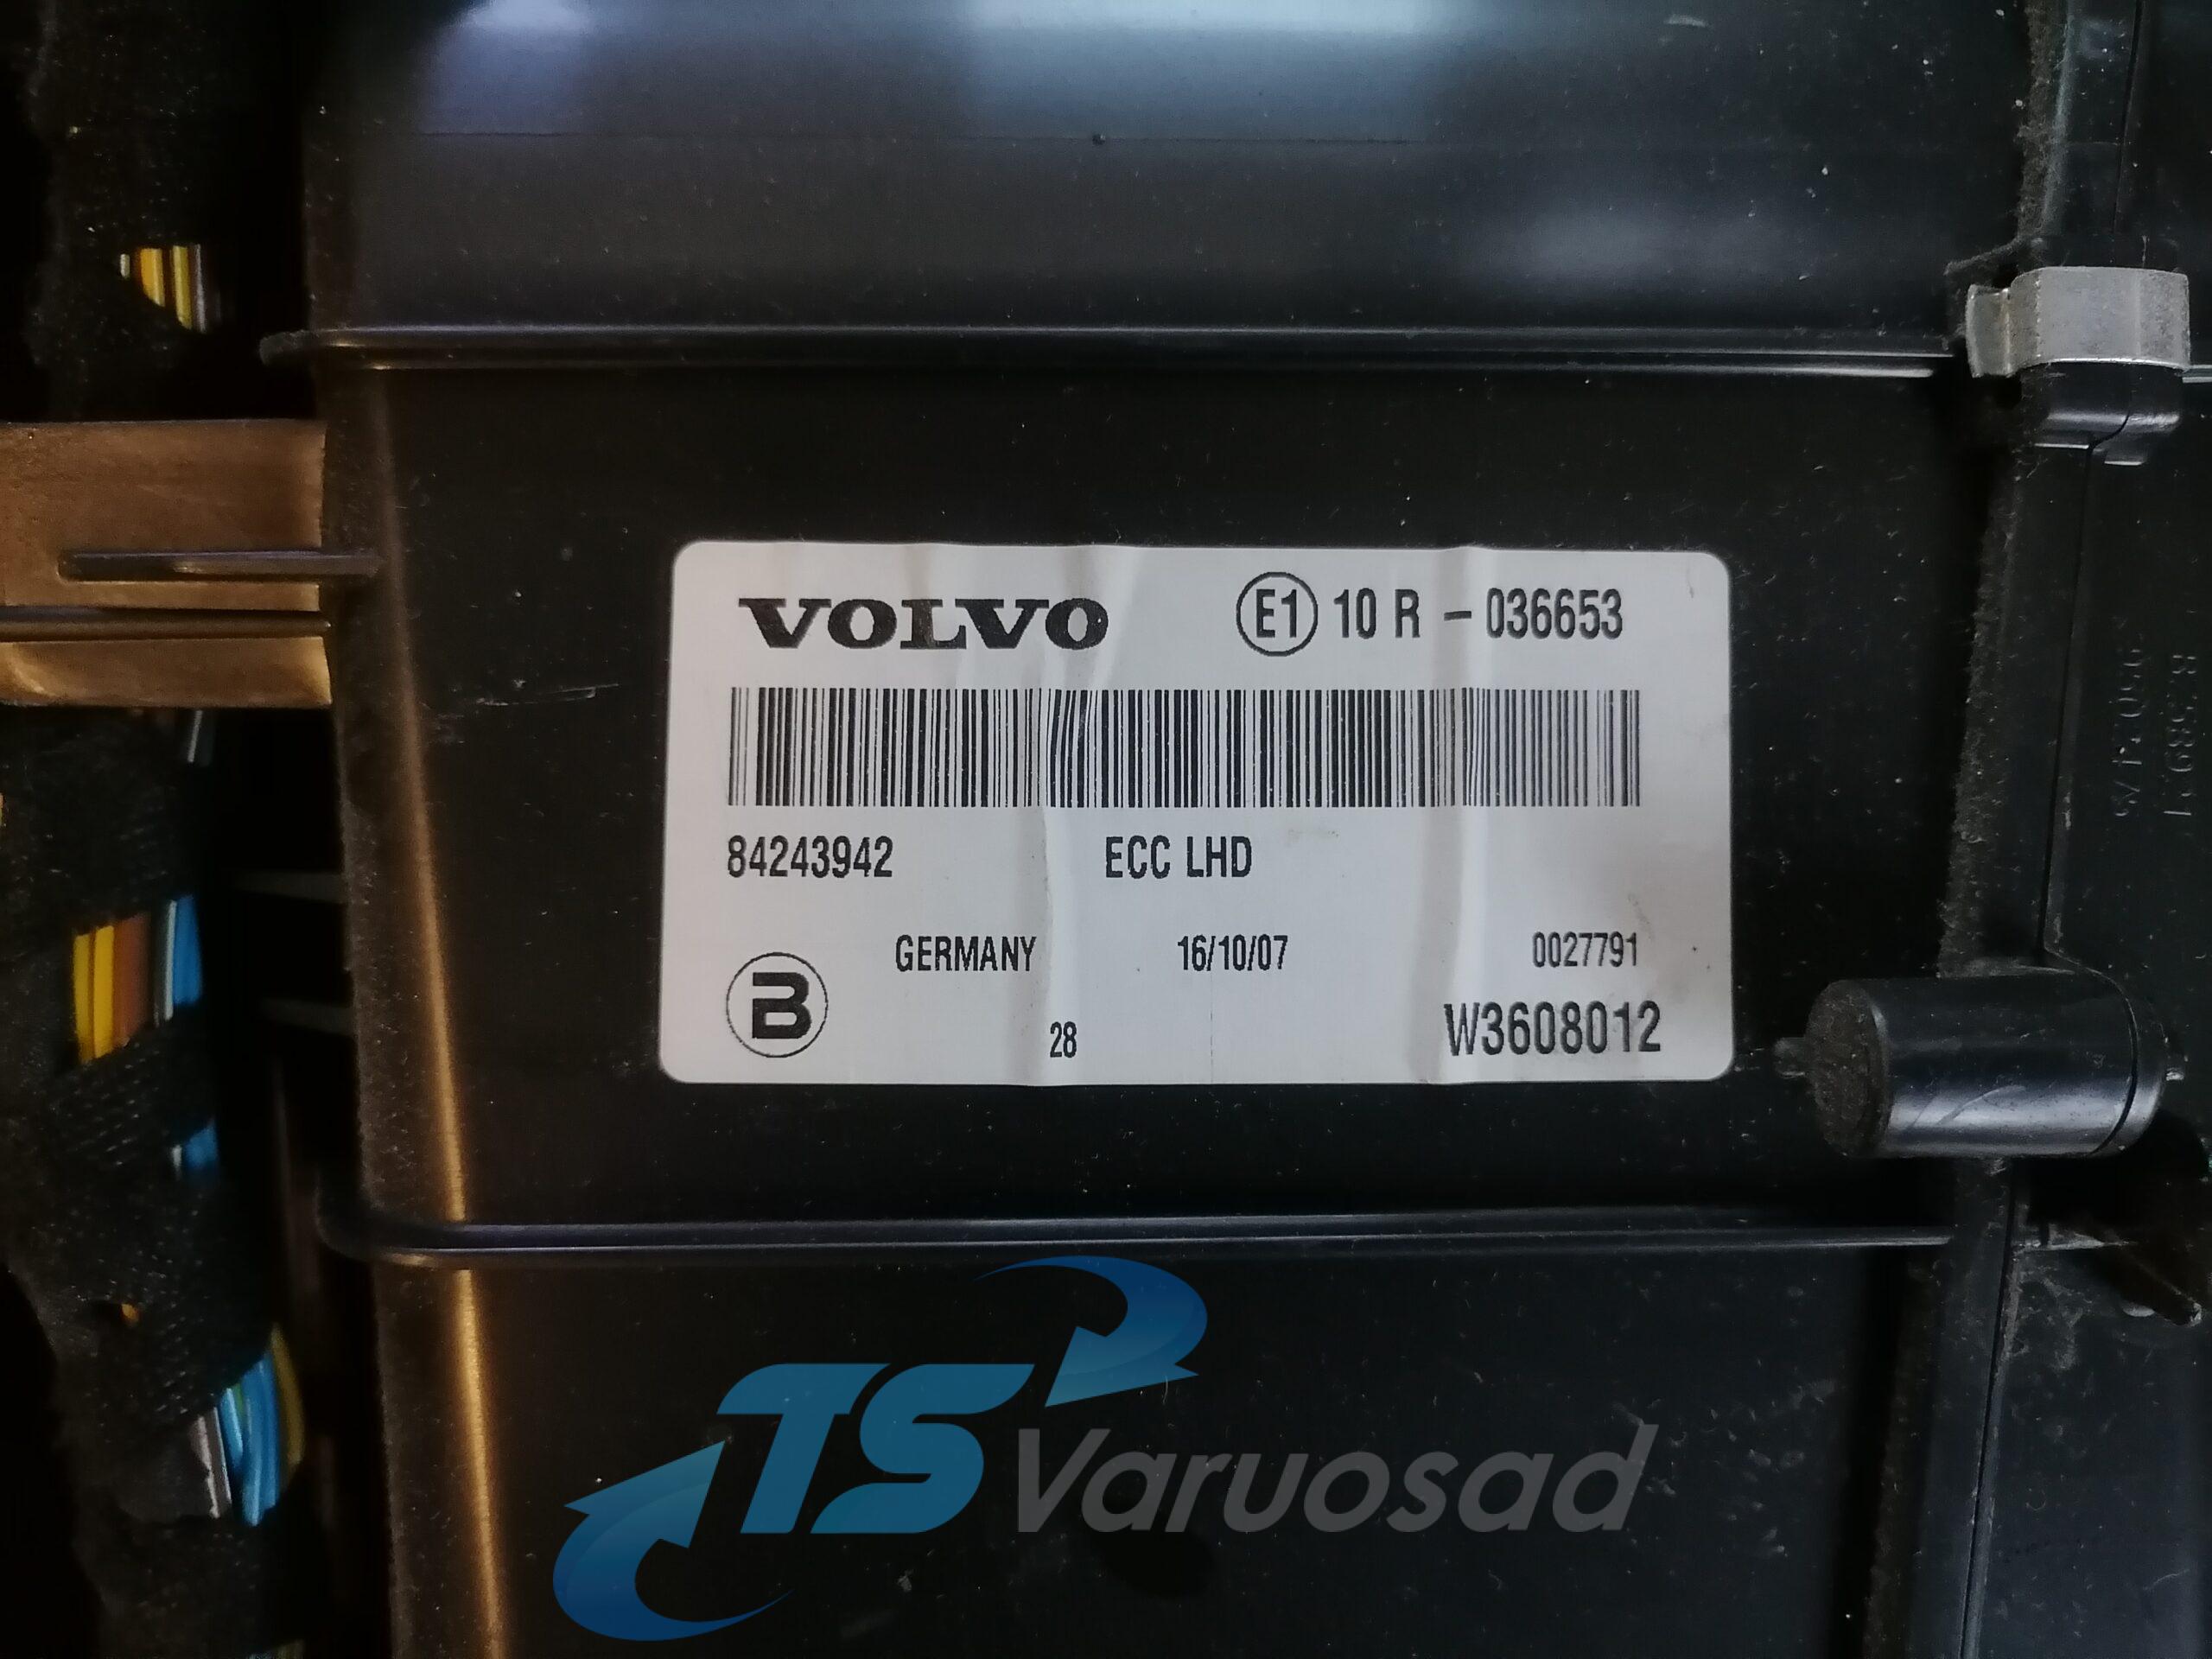 VOLVO E1 10 R - 036653
84243942 ECC LHD
GERMANY 16/10/07 0027791
B 28 W3608012
TS Varuosad